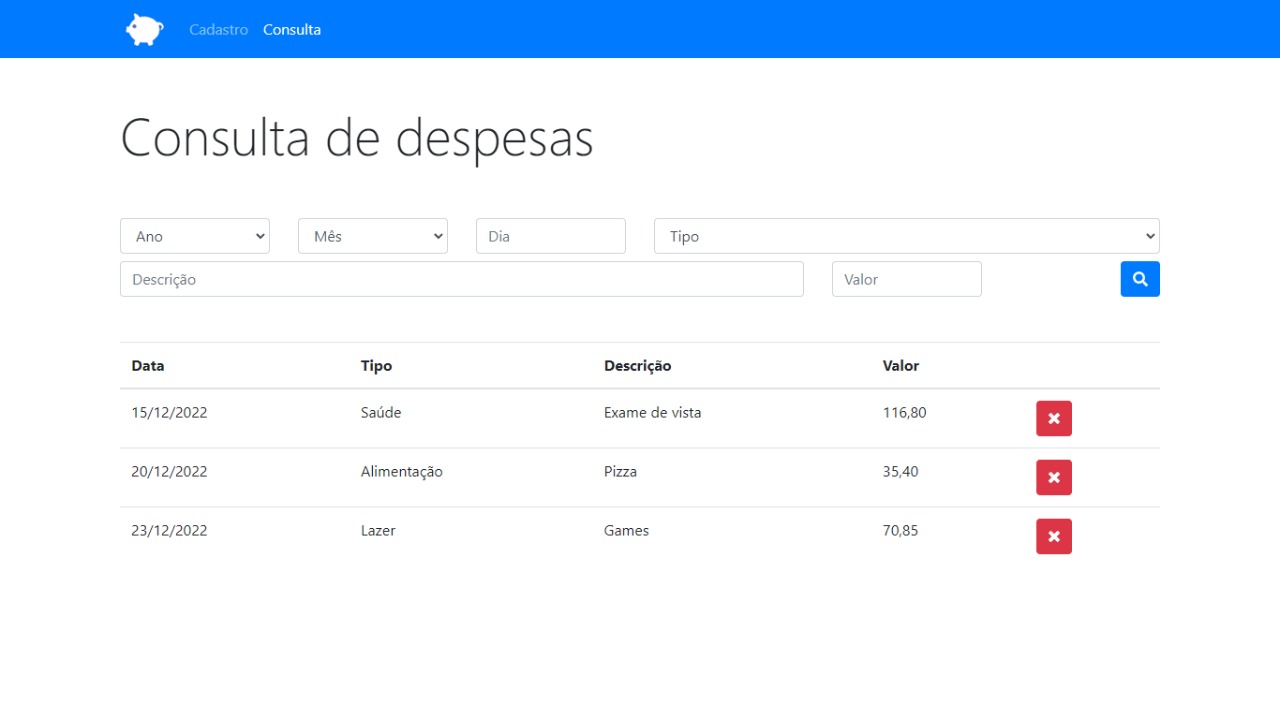 Cadastro Consulta
Consulta de despesas
Ano Mês Dia Tipo
Descrição Valor
Data Tipo Descrição Valor
15/12/2022 Saúde Exame de vista 116,80
20/12/2022 Alimentação Pizza 35,40
23/12/2022 Lazer Games 70,85